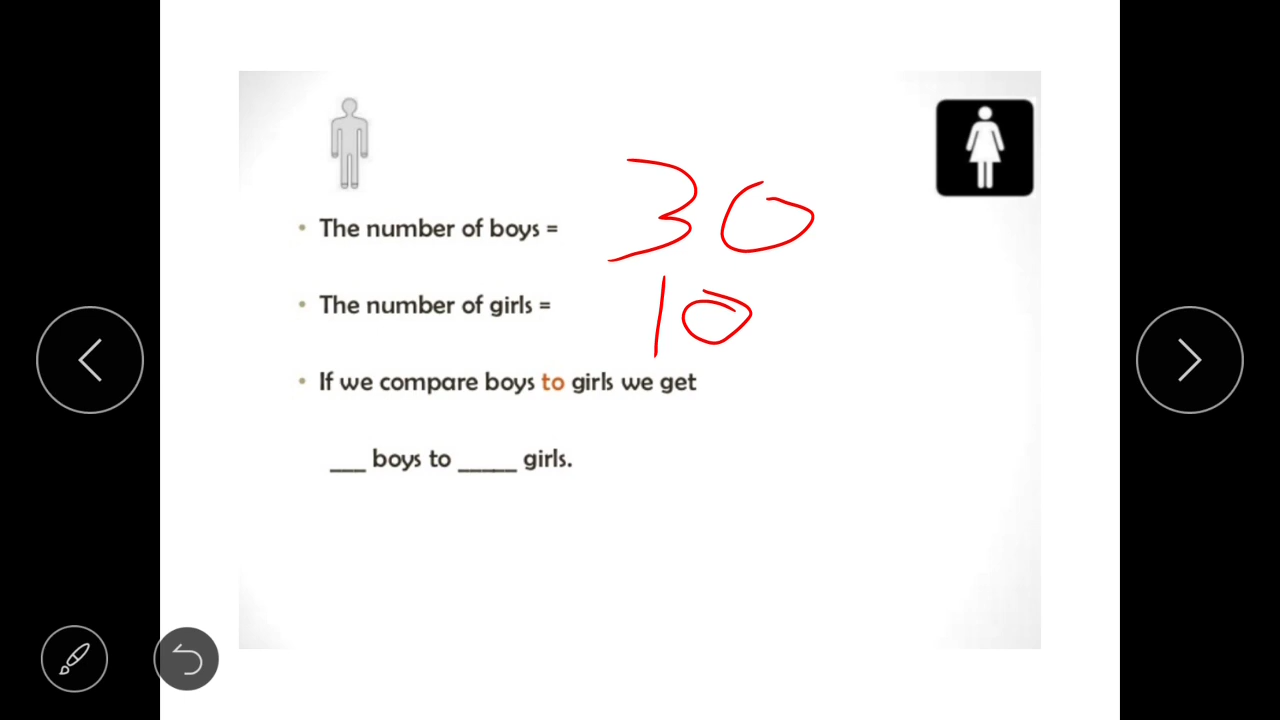 • The number of boys = 30
• The number of girls = 10
• If we compare boys to girls we get
___ boys to _____ girls.